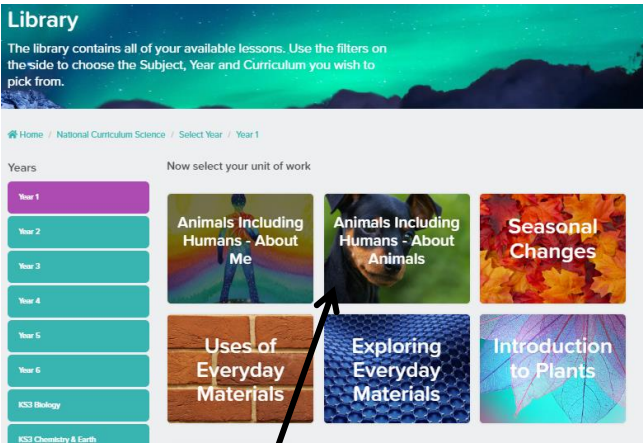 Library
The library contains all of your available lessons. Use the filters on
the side to choose the Subject, Year and Curriculum you wish to
pick from.
Home / National Curriculum Science / Select Year / Year 1
Years
Now select your unit of work
Year 1
Year 2
Year 3
Year 4
Year 5
Year 6
KS3 Biology
KS3 Chemistry & Earth
Animals Including
Humans - About
Me
Animals Including
Humans - About
Animals
Seasonal
Changes
Uses of
Everyday
Materials
Exploring
Everyday
Materials
Introduction
to Plants